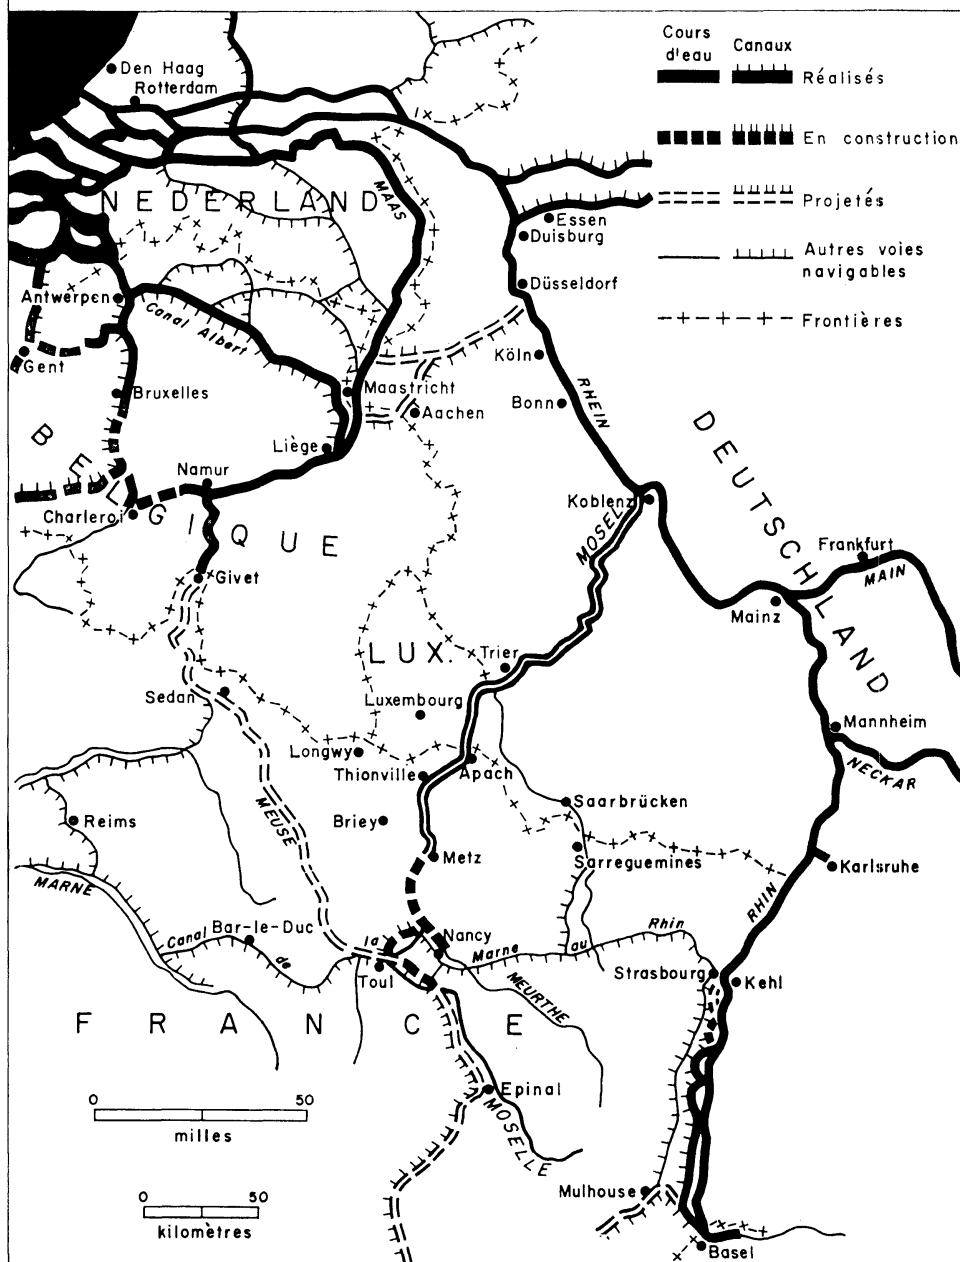 Cours d'eau
Canaux
Réalisés
En construction
Projetés
Autres voies navigables
Frontières
Den Haag
Rotterdam
NEDERLAND
MAAS
Essen
Duisburg
Düsseldorf
Antwerpen
Canal Albert
Gent
Köln
Bruxelles
Maastricht
Aachen
Bonn
RHEIN
BELGIQUE
Liège
Namur
Charleroi
Koblenz
DEUTSCHLAND
MOSEL
Frankfurt
MAIN
Givet
Mainz
LUX.
Trier
Sedan
Luxembourg
Mannheim
Longwy
Thionville
Apach
NECKAR
MEUSE
Saarbrücken
Reims
Briey
Metz
Sarreguemines
Karlsruhe
MARNE
RHIN
Canal de la Marne au Rhin
Bar-le-Duc
Nancy
Toul
Strasbourg
Kehl
MEURTHE
FRANCE
Epinal
MOSELLE
0 50
milles
Mulhouse
0 50
kilomètres
Basel